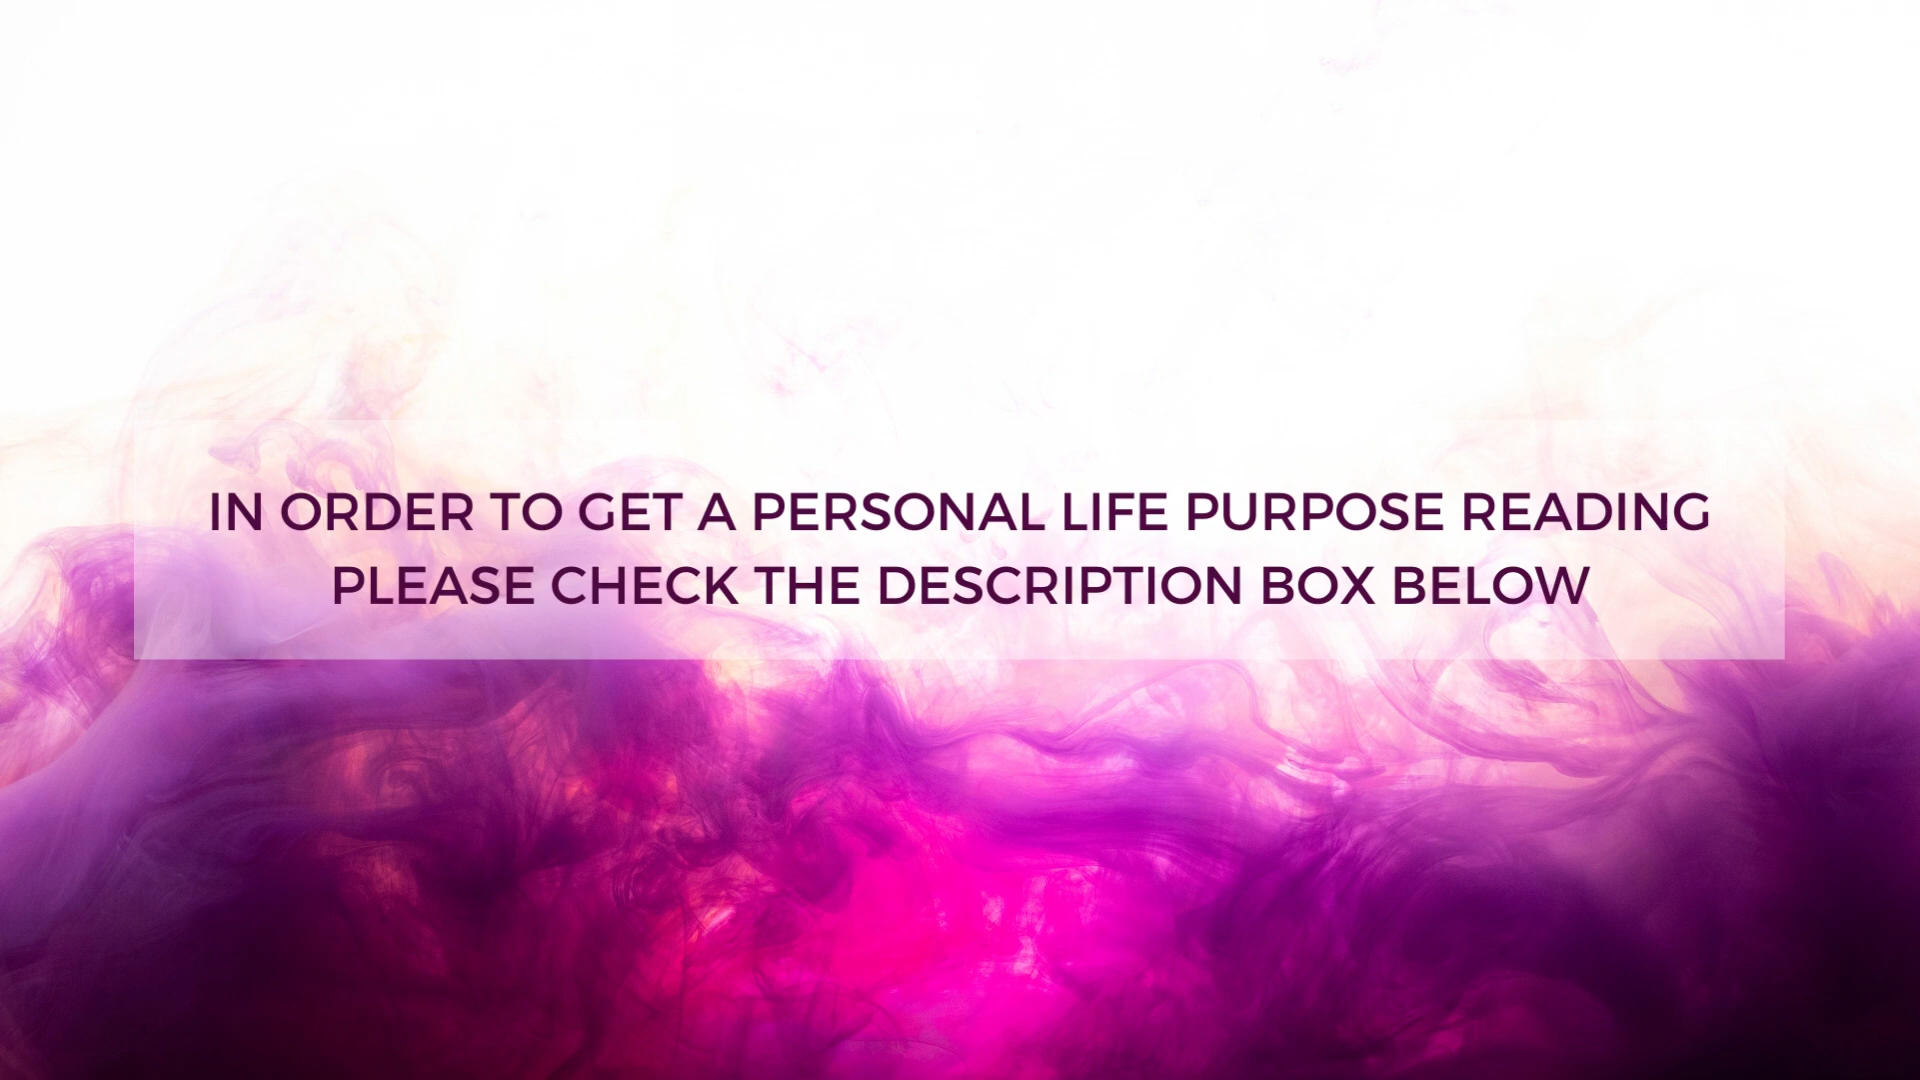 IN ORDER TO GET A PERSONAL LIFE PURPOSE READING
PLEASE CHECK THE DESCRIPTION BOX BELOW